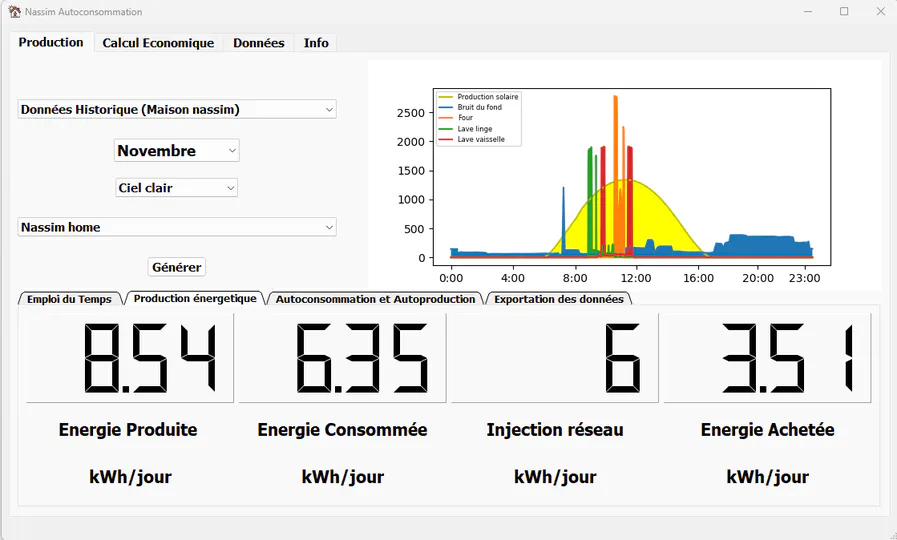 Nassim Autoconsommation
Production Calcul Economique Données Info
Données Historique (Maison nassim)
Novembre
Ciel clair
Nassim home
Générer
Production solaire
Bruit du fond
Four
Lave linge
Lave vaisselle
2500
2000
1500
1000
500
0
0:00 4:00 8:00 12:00 16:00 20:00 23:00
Emploi du Temps Production énergetique Autoconsommation et Autoproduction Exportation des données
8.54 6.35 6 3.51
Energie Produite Energie Consommée Injection réseau Energie Achetée
kWh/jour kWh/jour kWh/jour kWh/jour